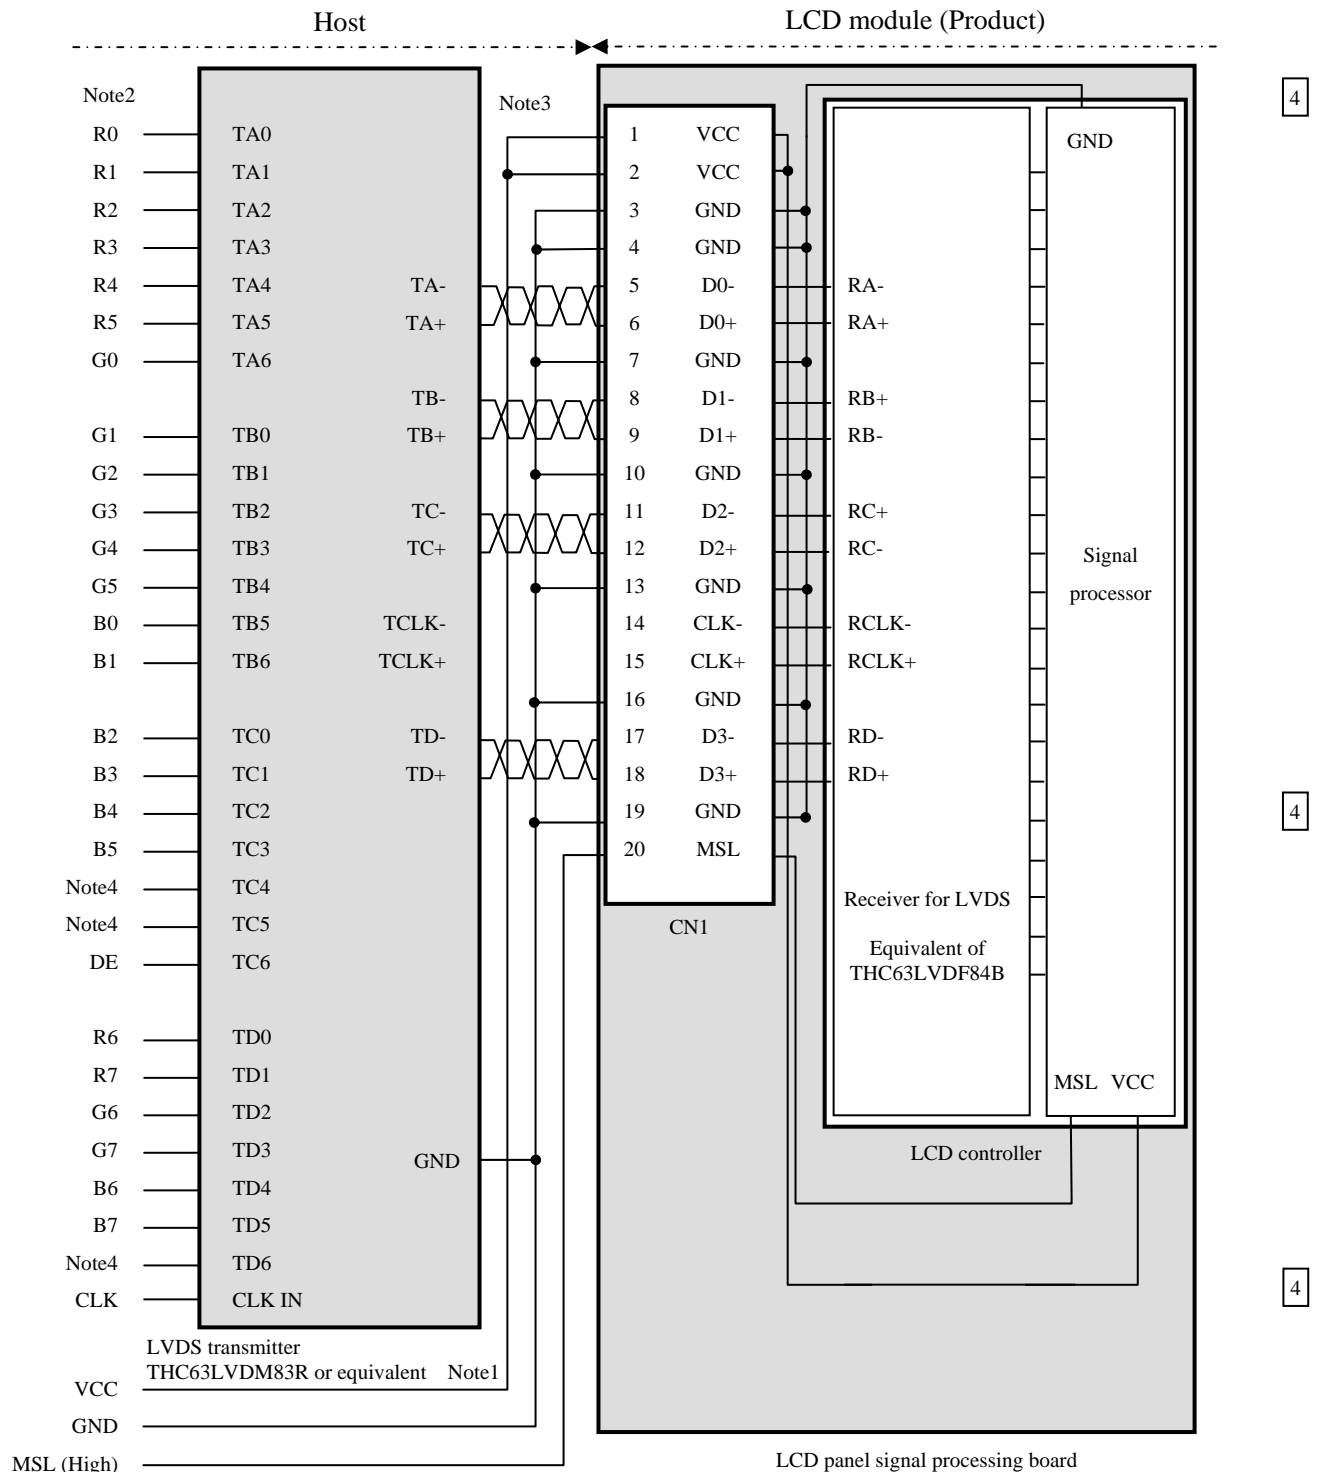 Host LCD module (Product)
Note2
Note3
4
R0 TA0 1 VCC GND
R1 TA1 2 VCC
R2 TA2 3 GND
R3 TA3 4 GND
R4 TA4 TA- 5 D0- RA-
R5 TA5 TA+ 6 D0+ RA+
G0 TA6 7 GND
TB- 8 D1- RB+
G1 TB0 TB+ 9 D1+ RB-
G2 TB1 10 GND
G3 TB2 TC- 11 D2- RC+
G4 TB3 TC+ 12 D2+ RC-
Signal
processor
G5 TB4 13 GND
B0 TB5 TCLK- 14 CLK- RCLK-
B1 TB6 TCLK+ 15 CLK+ RCLK+
16 GND
B2 TC0 TD- 17 D3- RD-
B3 TC1 TD+ 18 D3+ RD+
B4 TC2 19 GND
4
B5 TC3 20 MSL
Note4 TC4
Note4 TC5
CN1
Receiver for LVDS
Equivalent of
THC63LVDF84B
DE TC6
R6 TD0
R7 TD1
MSL VCC
G6 TD2
G7 TD3 GND
LCD controller
B6 TD4
B7 TD5
Note4 TD6
4
CLK CLK IN
LVDS transmitter
THC63LVDM83R or equivalent Note1
VCC
GND
MSL (High)
LCD panel signal processing board